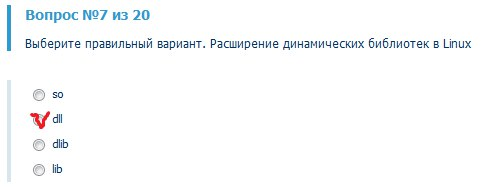 Вопрос №7 из 20
Выберите правильный вариант. Расширение динамических библиотек в Linux
so
dll
dlib
lib